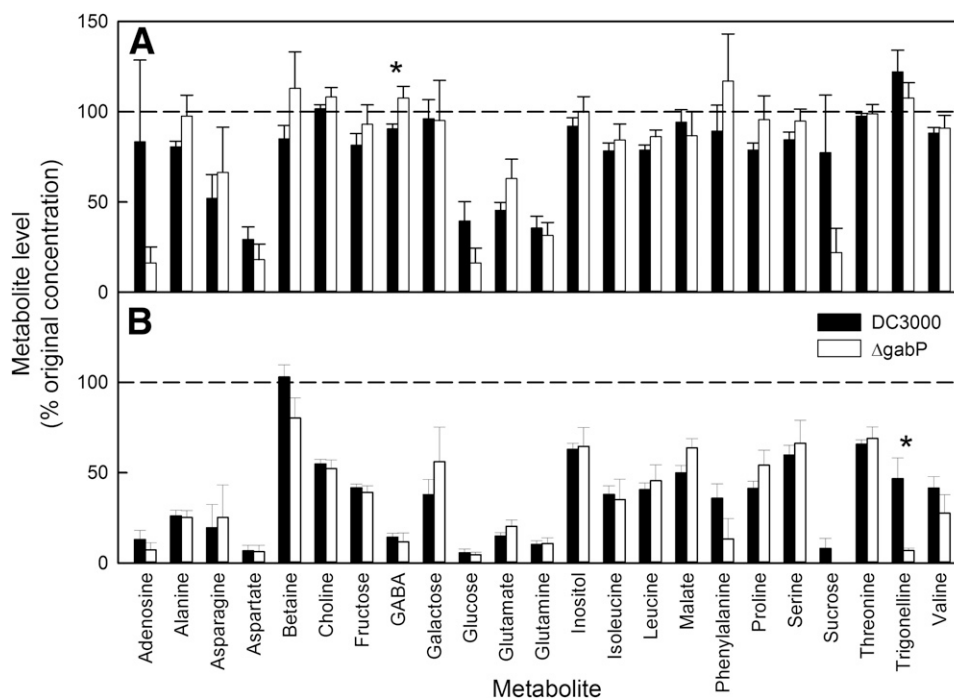 A
*
150
100
50
0
B
DC3000
ΔgabP
*
100
50
0
Metabolite level
(% original concentration)
Adenosine
Alanine
Asparagine
Aspartate
Betaine
Choline
Fructose
GABA
Galactose
Glucose
Glutamate
Glutamine
Inositol
Isoleucine
Leucine
Malate
Phenylalanine
Proline
Serine
Sucrose
Threonine
Trigonelline
Valine
Metabolite